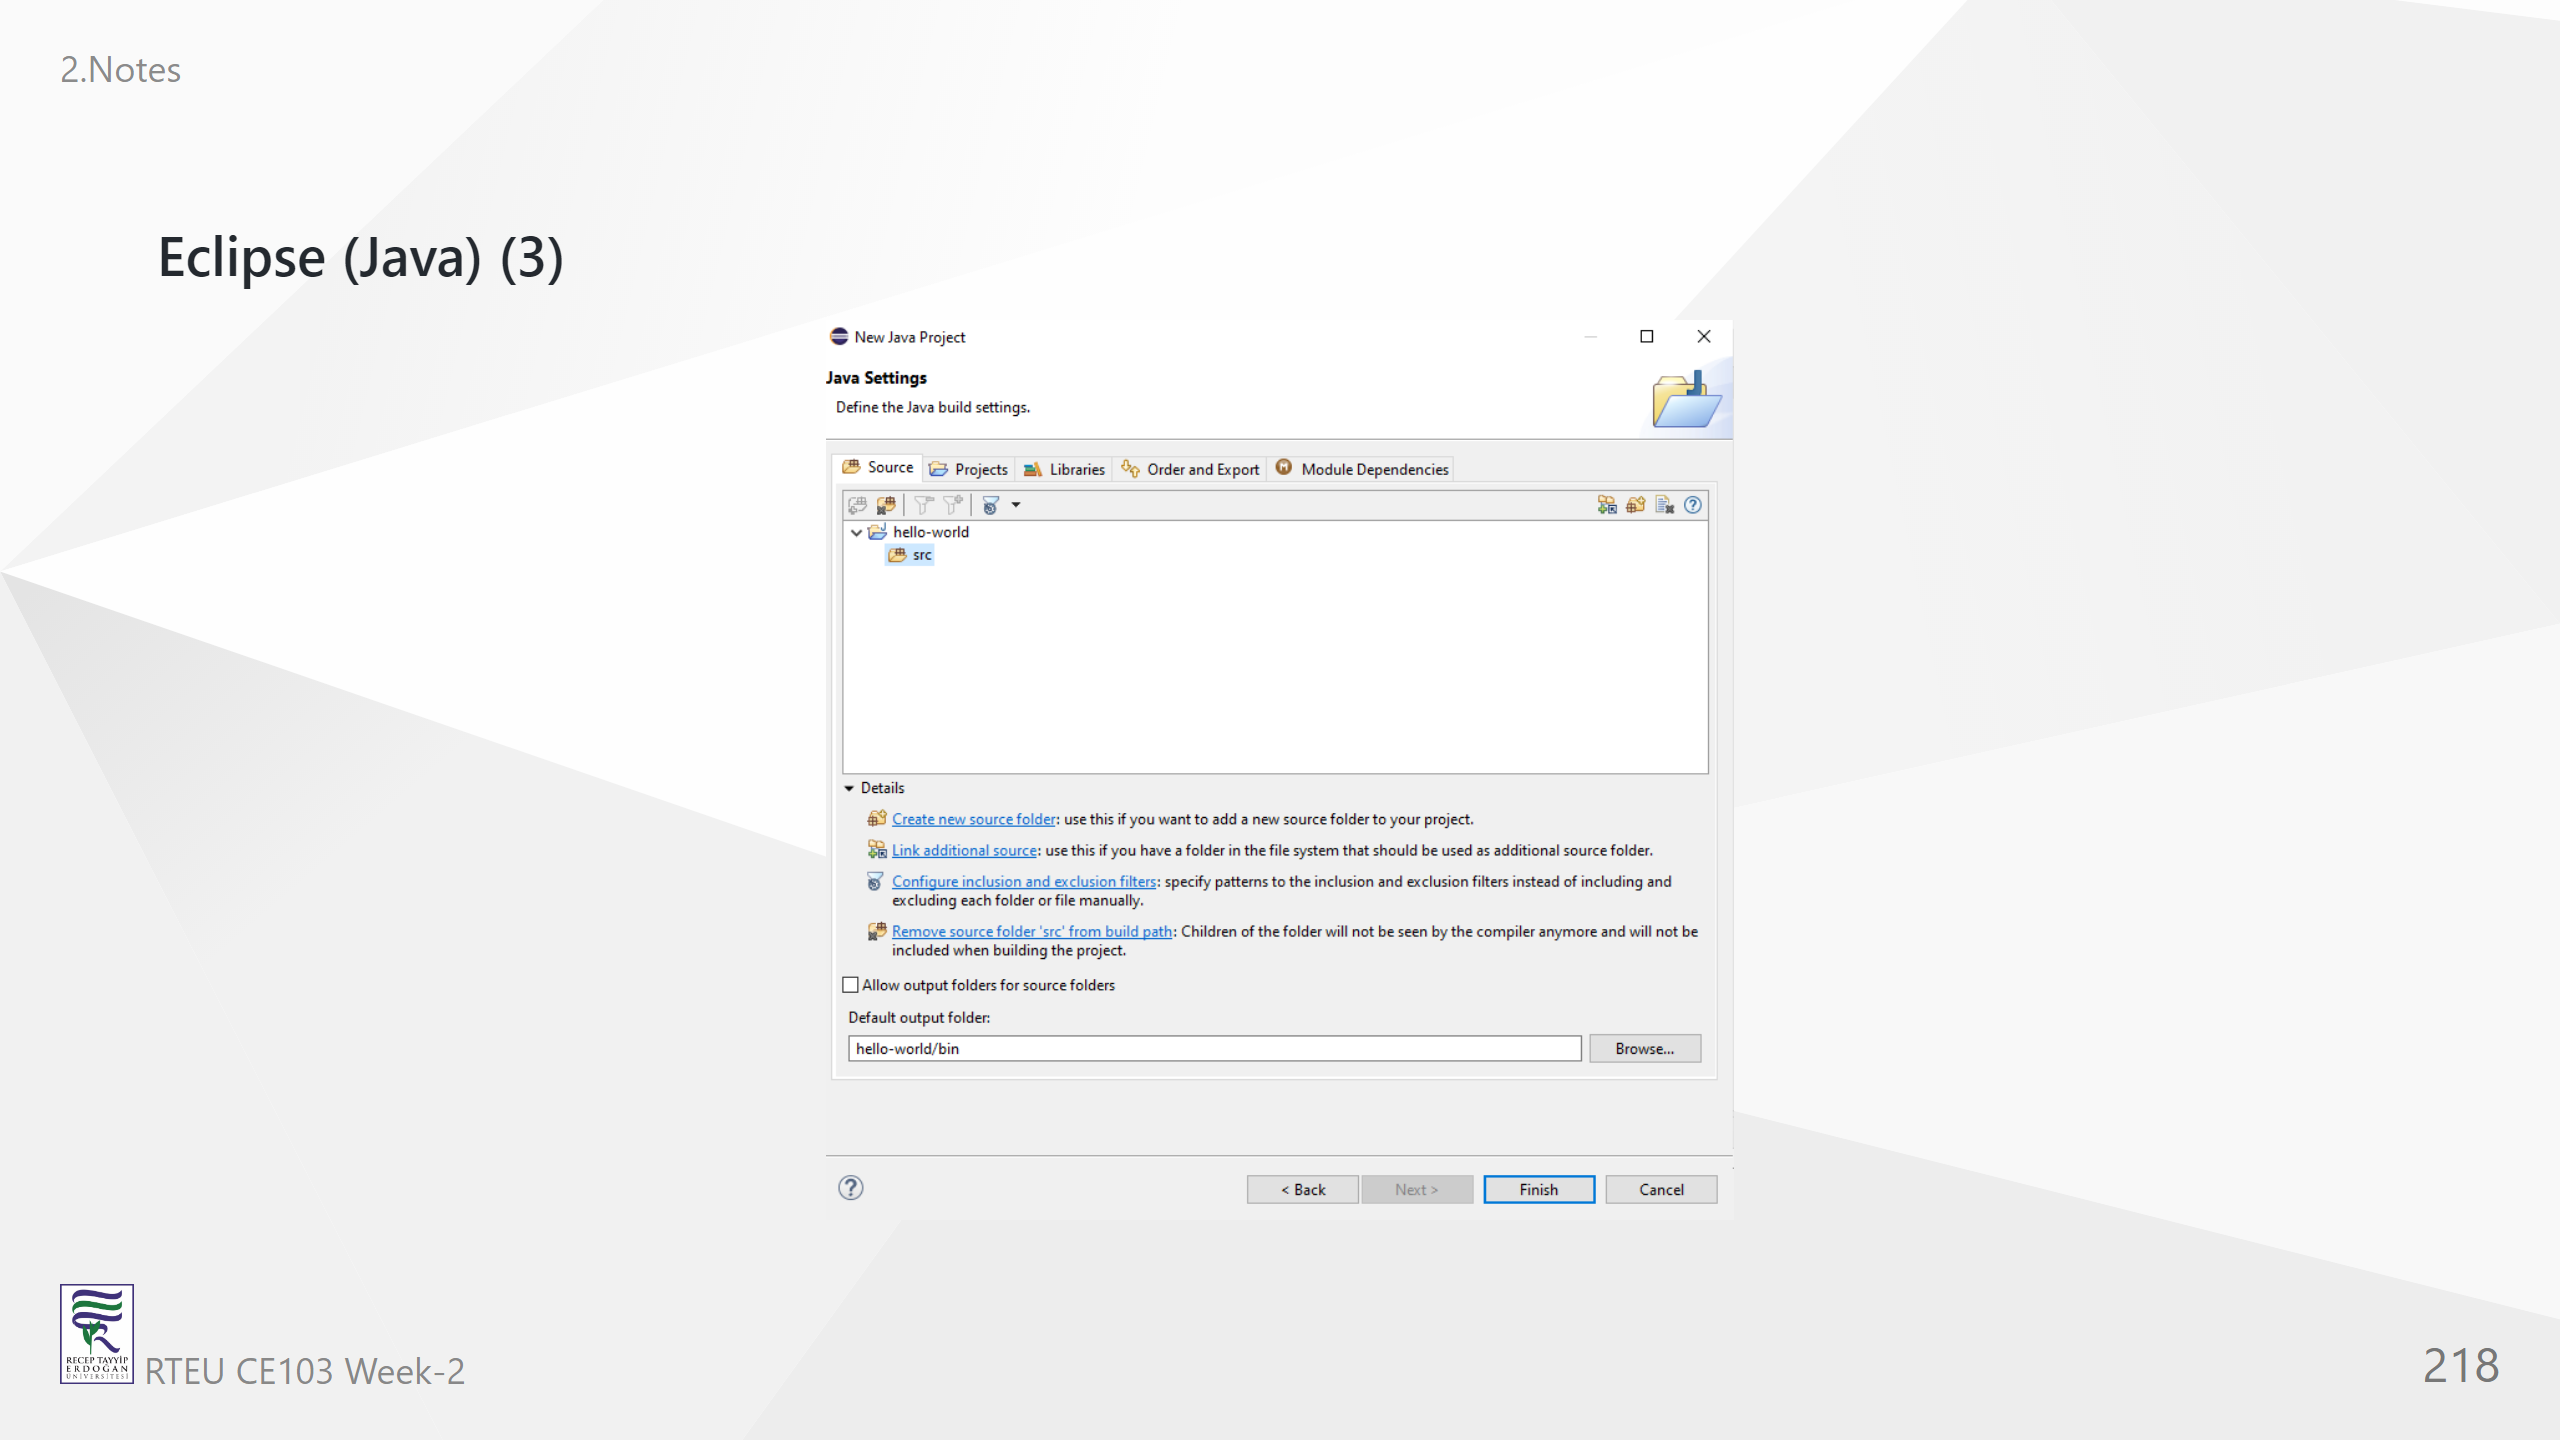 2.Notes
Eclipse (Java) (3)
New Java Project
Java Settings
Define the Java build settings.
Source Projects Libraries Order and Export Module Dependencies
hello-world
src
Details
Create new source folder: use this if you want to add a new source folder to your project.
Link additional source: use this if you have a folder in the file system that should be used as additional source folder.
Configure inclusion and exclusion filters: specify patterns to the inclusion and exclusion filters instead of including and
excluding each folder or file manually.
Remove source folder 'src' from build path: Children of the folder will not be seen by the compiler anymore and will not be
included when building the project.
Allow output folders for source folders
Default output folder:
hello-world/bin Browse...
< Back Next > Finish Cancel
RECEP TAYYİP
ERDOĞAN
ÜNİVERSİTESİ
RTEU CE103 Week-2
218